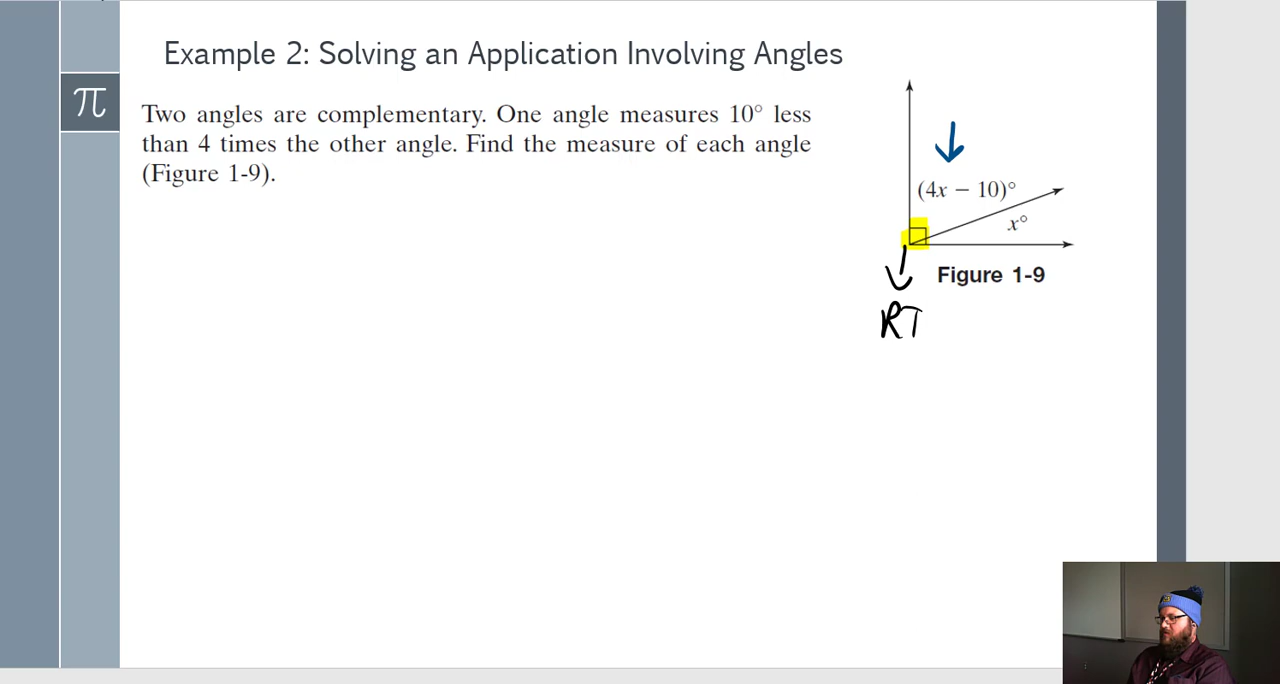 Example 2: Solving an Application Involving Angles
π
Two angles are complementary. One angle measures 10° less
than 4 times the other angle. Find the measure of each angle
(Figure 1-9).
(4x − 10)°
x°
Figure 1-9
RT